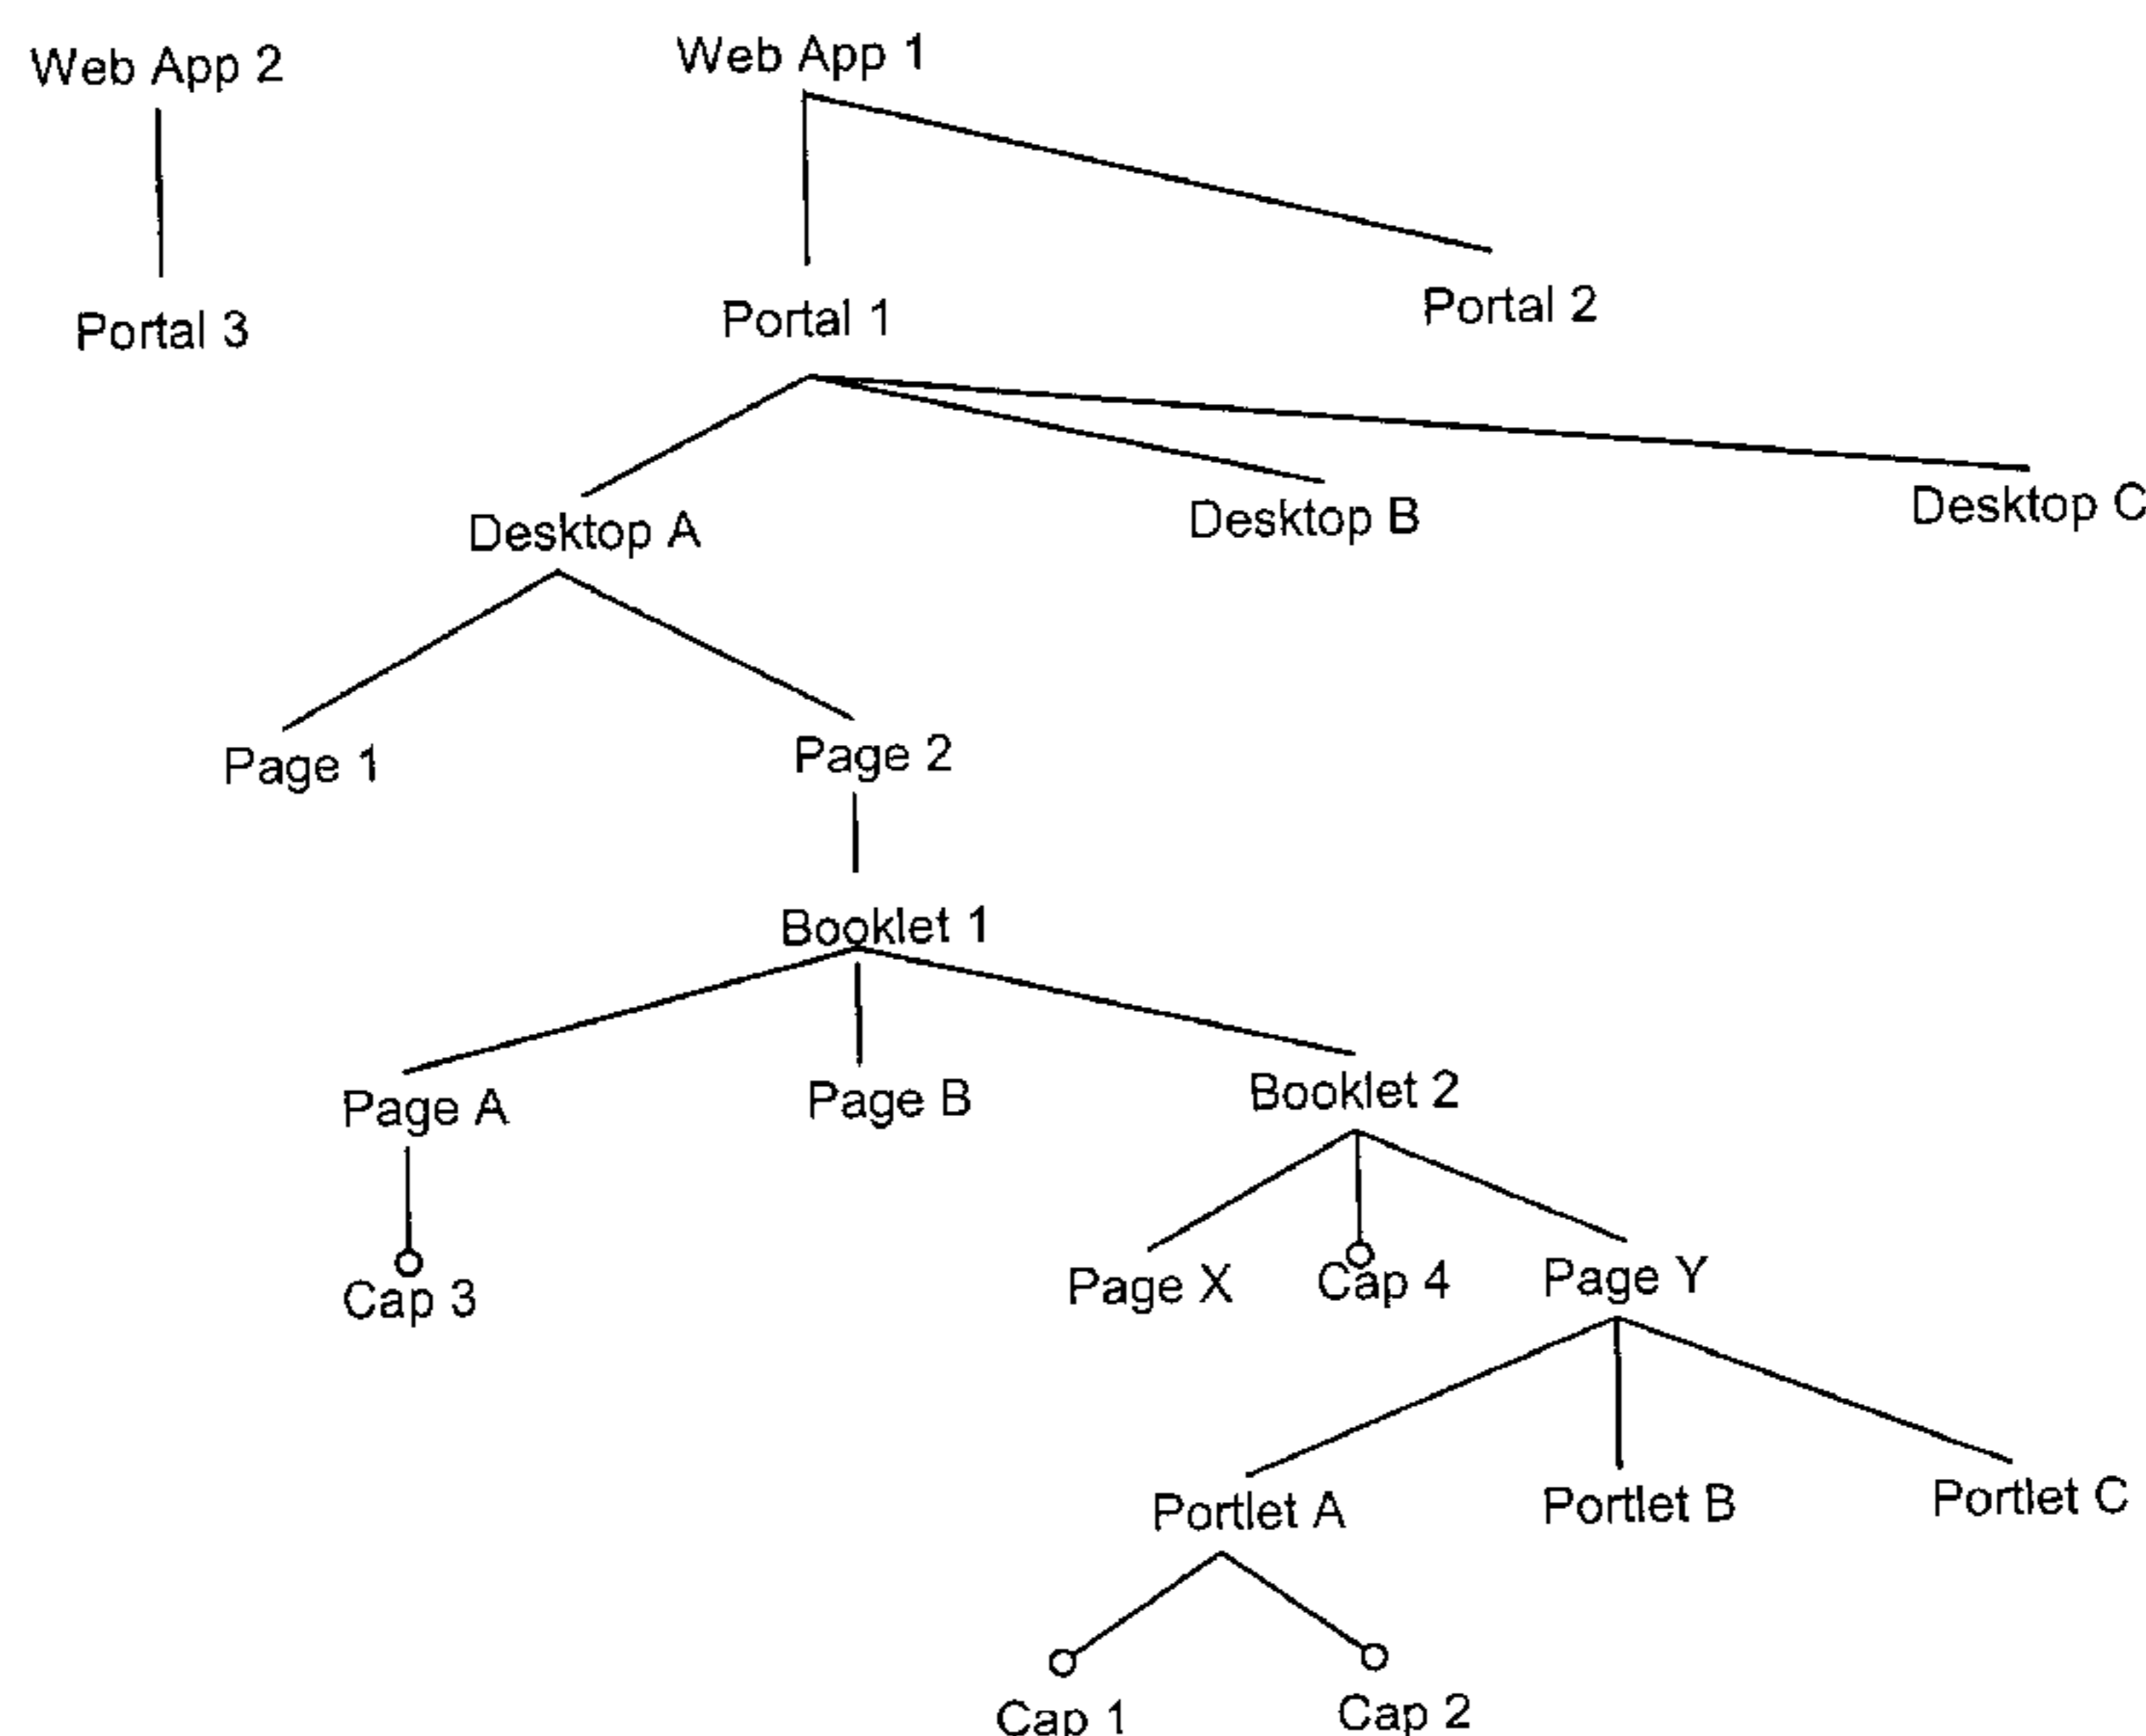 Web App 2
Web App 1
Portal 3
Portal 1
Portal 2
Desktop A
Desktop B
Desktop C
Page 1
Page 2
Booklet 1
Page A
Page B
Booklet 2
Cap 3
Page X
Cap 4
Page Y
Portlet A
Portlet B
Portlet C
Cap 1
Cap 2